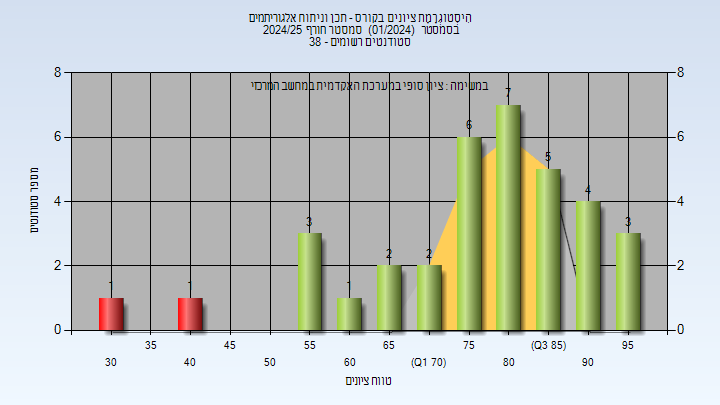 היסטוגרמת ציונים בקורס - תכן וניתוח אלגוריתמים
בסמסטר (01/2024) סמסטר חורף 2024/25
סטודנטים רשומים - 38
במשימה : ציון סופי במערכת האקדמית במחשב המרכזי
8 8
7
6 6 6
5
4 4 4
3 3
2 2 2 2
1 1 1
0 0
מספר סטודנטים
35 45 55 65 75 (Q3 85) 95
30 40 50 60 (Q1 70) 80 90
טווח ציונים